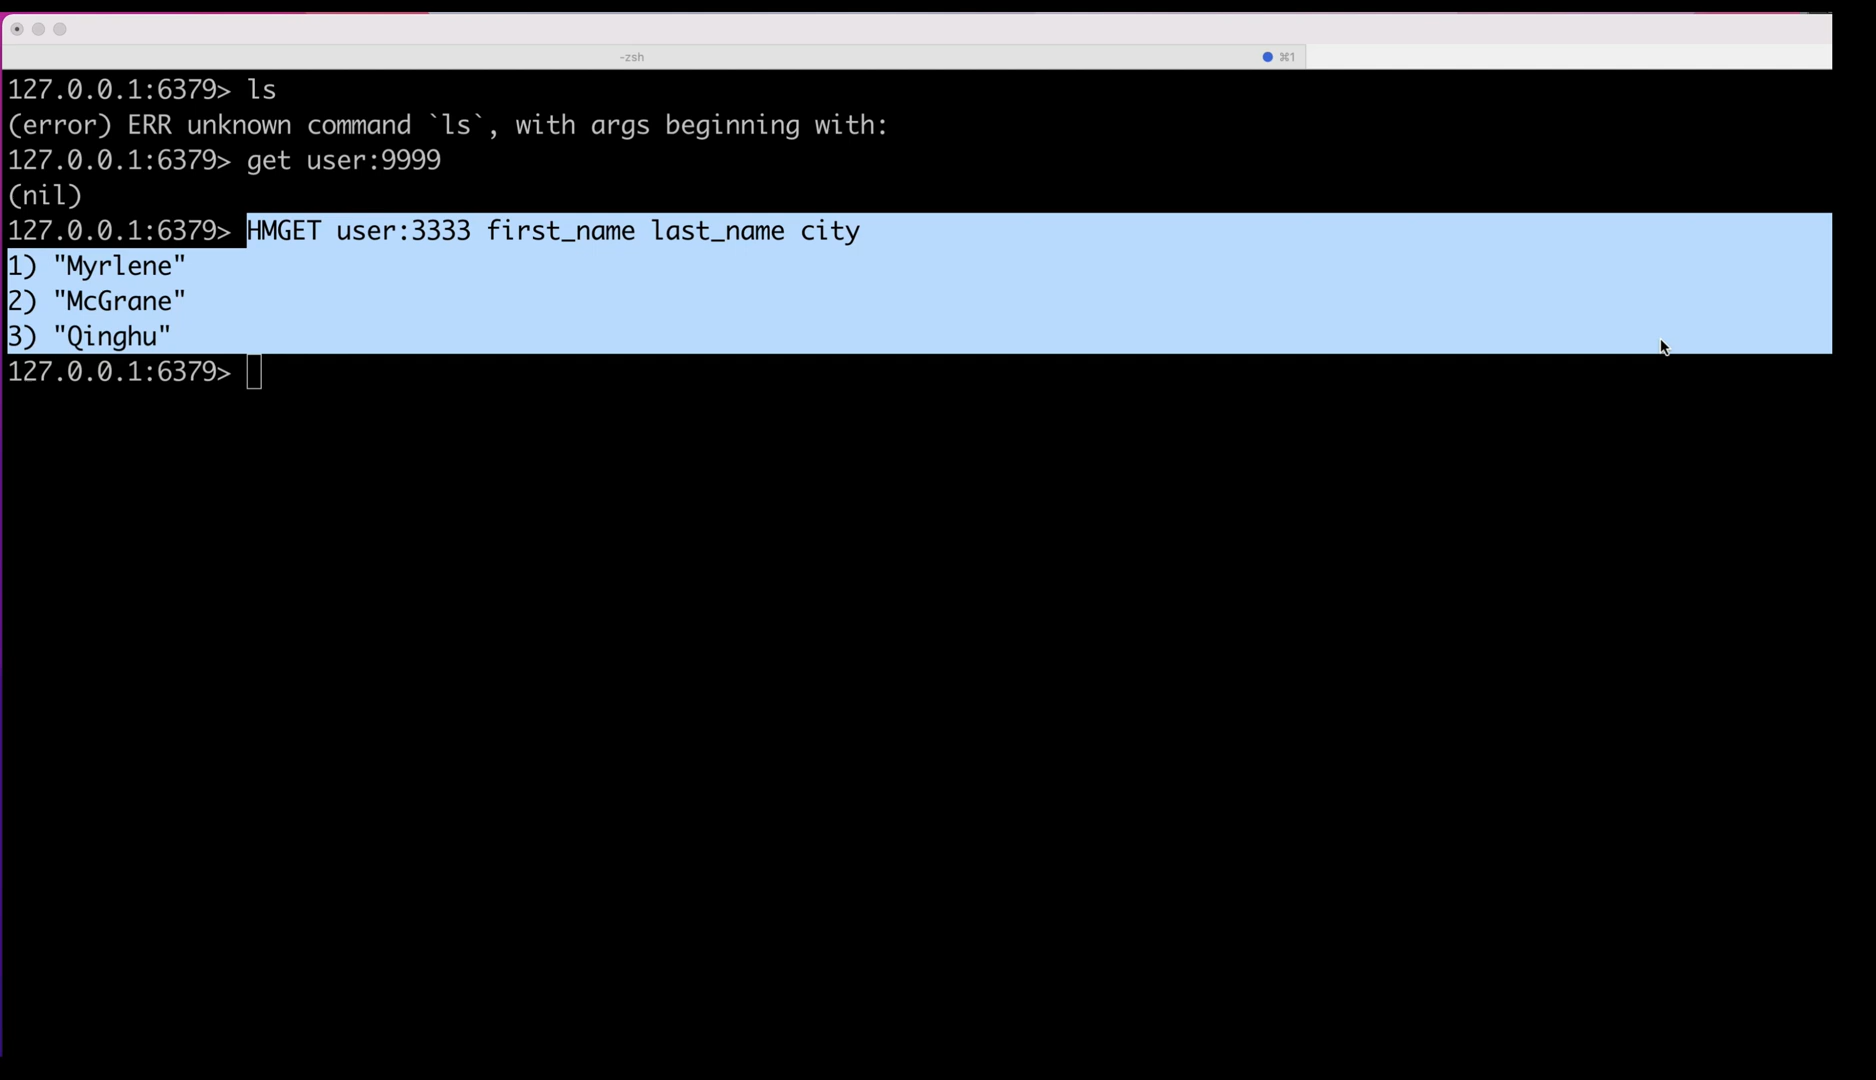 -zsh
⌘1
127.0.0.1:6379> ls
(error) ERR unknown command `ls`, with args beginning with:
127.0.0.1:6379> get user:9999
(nil)
127.0.0.1:6379> HMGET user:3333 first_name last_name city
1) "Myrlene"
2) "McGrane"
3) "Qinghu"
127.0.0.1:6379>